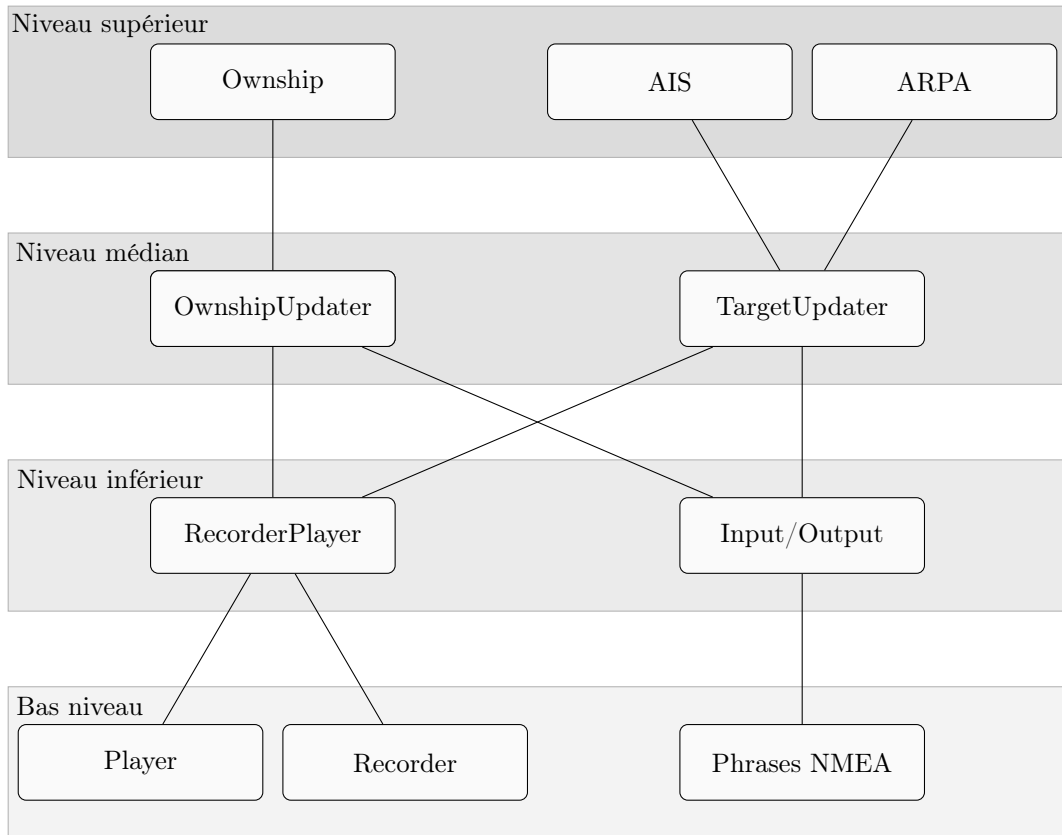 Niveau supérieur
Ownship
AIS
ARPA
Niveau médian
OwnshipUpdater
TargetUpdater
Niveau inférieur
RecorderPlayer
Input/Output
Bas niveau
Player
Recorder
Phrases NMEA